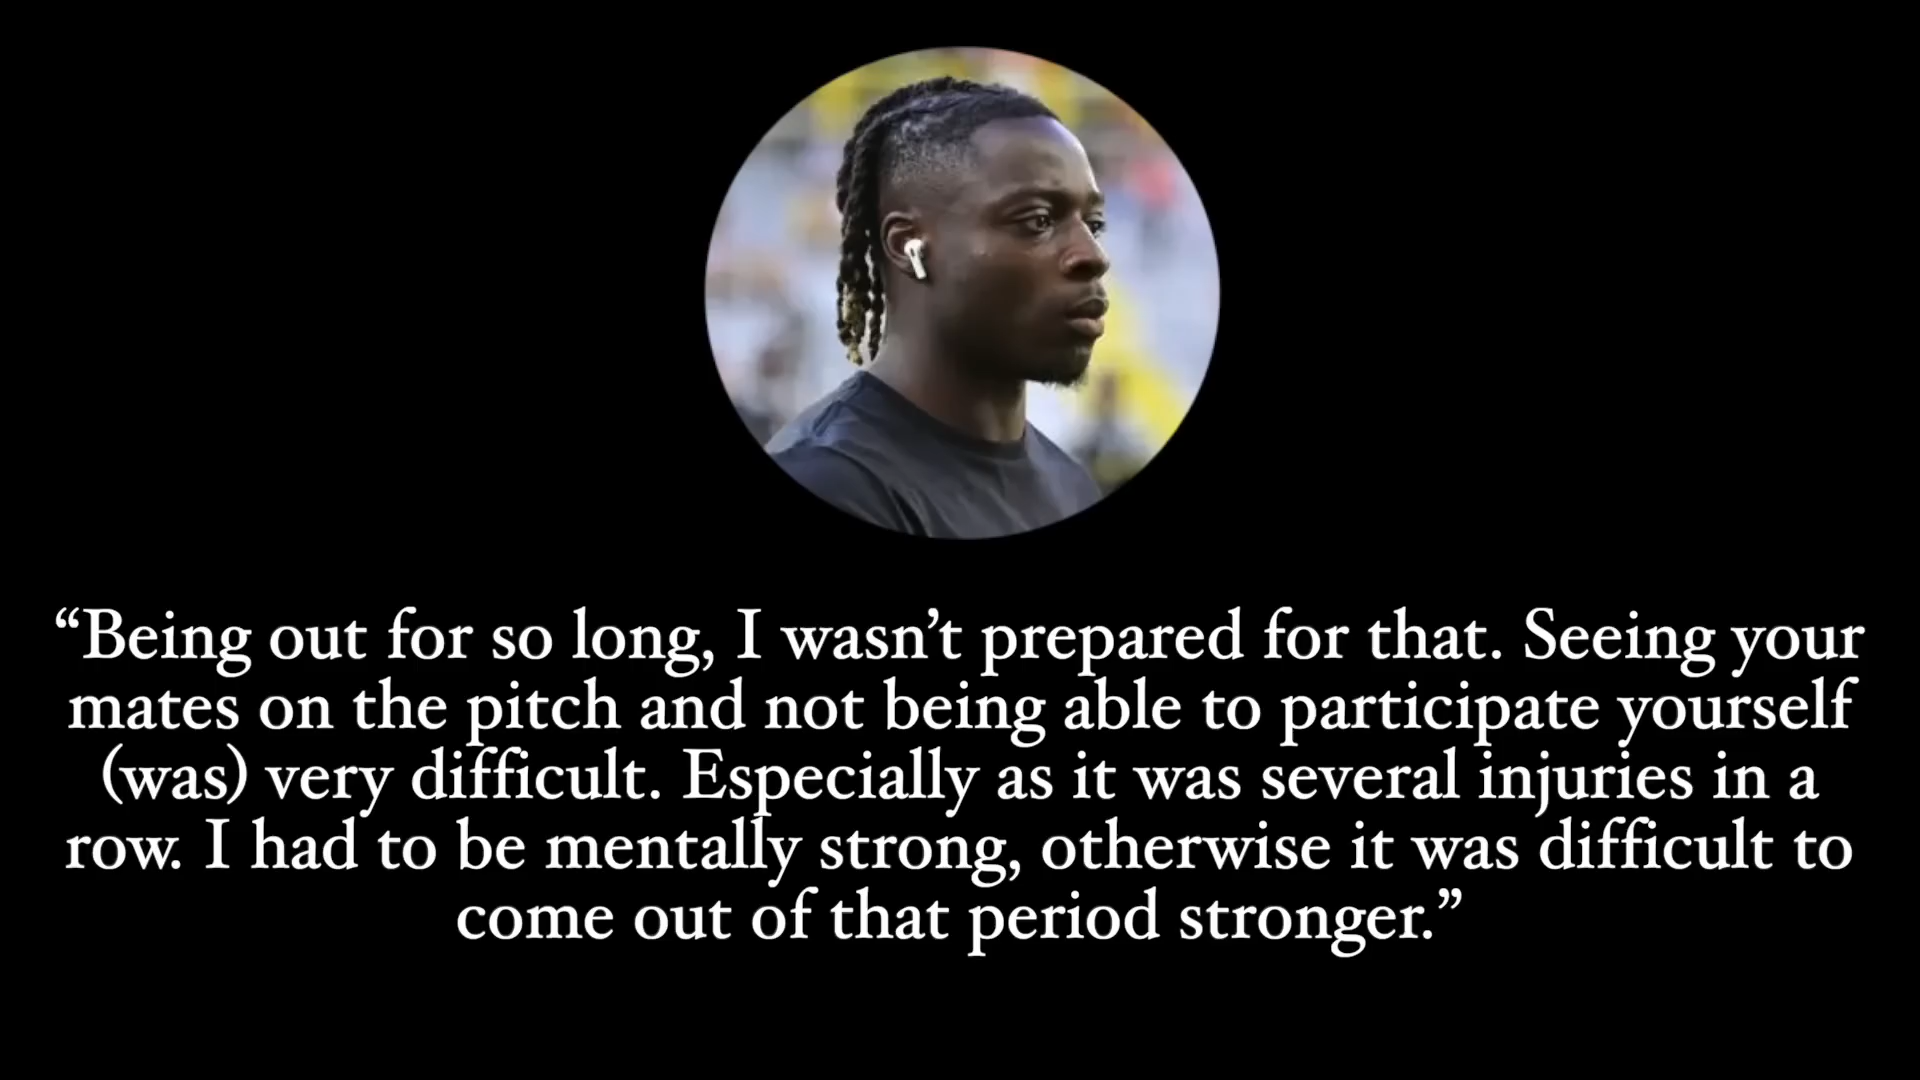 “Being out for so long, I wasn’t prepared for that. Seeing your
mates on the pitch and not being able to participate yourself
(was) very difficult. Especially as it was several injuries in a
row. I had to be mentally strong, otherwise it was difficult to
come out of that period stronger.”